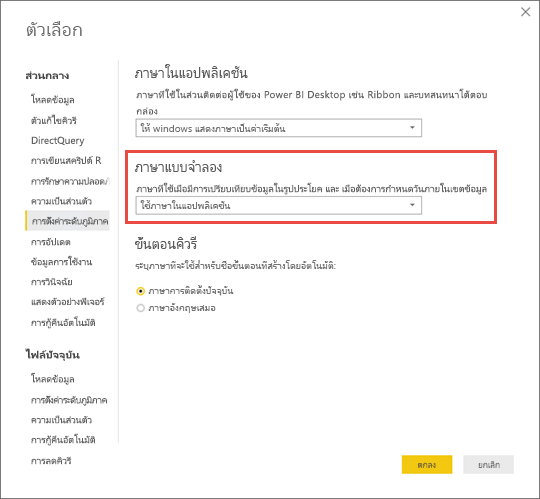 ตัวเลือก
ส่วนกลาง
โหลดข้อมูล
ตัวแก้ไขคิวรี
DirectQuery
การเขียนสคริปต์ R
การรักษาความปลอด
ความเป็นส่วนตัว
การตั้งค่าระดับภูมิภาค
การอัปเดต
ข้อมูลการใช้งาน
การวินิจฉัย
แสดงตัวอย่างฟีเจอร์
การกู้คืนอัตโนมัติ
ไฟล์ปัจจุบัน
โหลดข้อมูล
การตั้งค่าระดับภูมิภาค
ความเป็นส่วนตัว
การกู้คืนอัตโนมัติ
การลดคิวรี
ภาษาในแอปพลิเคชัน
ภาษาที่ใช้ในส่วนติดต่อผู้ใช้ของ Power BI Desktop เช่น Ribbon และบทสนทนาโต้ตอบ
กล่อง
ให้ windows แสดงภาษาเป็นค่าเริ่มต้น
ภาษาแบบจำลอง
ภาษาที่ใช้เมื่อมีการเปรียบเทียบข้อมูลในรูปประโยค และ เมื่อต้องการกำหนดวันภายในเขตข้อมูล
ใช้ภาษาในแอปพลิเคชัน
ขั้นตอนคิวรี
ระบุภาษาที่จะใช้สำหรับชื่อขั้นตอนที่สร้างโดยอัตโนมัติ:
ภาษาการติดตั้งปัจจุบัน
ภาษาอังกฤษเสมอ
ตกลง
ยกเลิก